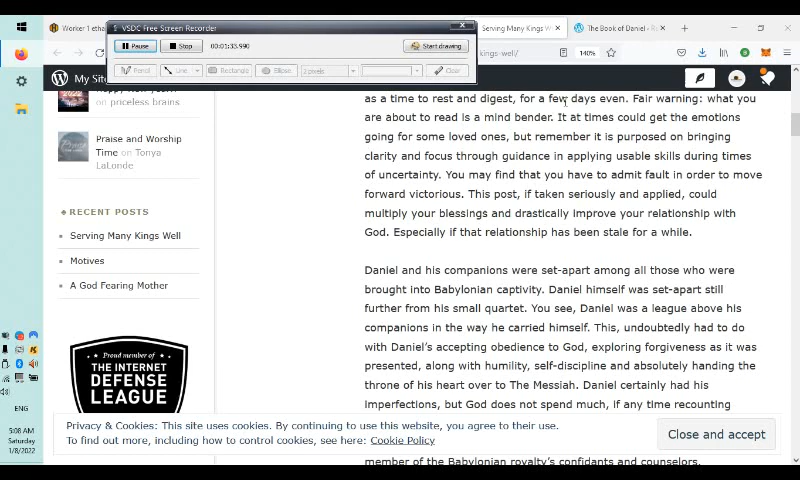 Worker 1 ethernet
VSDC Free Screen Recorder
Pause
Stop
00:01:33.990
Start drawing
Pencil
Line
Rectangle
Ellipse
2 pixels
Clear
Serving Many Kings We
The Book of Daniel - R
kings-well/
140%
My Sit
priceless brains
Praise and Worship
Time on Tonya
LaLonde
RECENT POSTS
Serving Many Kings Well
Motives
A God Fearing Mother
Proud member of
THE
INTERNET
DEFENSE
LEAGUE
as a time to rest and digest, for a few days even. Fair warning: what you
are about to read is a mind bender. It at times could get the emotions
going for some loved ones, but remember it is purposed on bringing
clarity and focus through guidance in applying usable skills during times
of uncertainty. You may find that you have to admit fault in order to move
forward victorious. This post, if taken seriously and applied, could
multiply your blessings and drastically improve your relationship with
God. Especially if that relationship has been stale for a while.
Daniel and his companions were set-apart among all those who were
brought into Babylonian captivity. Daniel himself was set-apart still
further from his small quartet. You see, Daniel was a league above his
companions in the way he carried himself. This, undoubtedly had to do
with Daniel's accepting obedience to God, exploring forgiveness as it was
presented, along with humility, self-discipline and absolutely handing the
throne of his heart over to The Messiah. Daniel certainly had his
imperfections, but God does not spend much, if any time recounting
Privacy & Cookies: This site uses cookies. By continuing to use this website, you agree to their use.
To find out more, including how to control cookies, see here: Cookie Policy
Close and accept
member of the Babylonian royalty's confidants and counselors.
ENG
5:08 AM
Saturday
1/8/2022